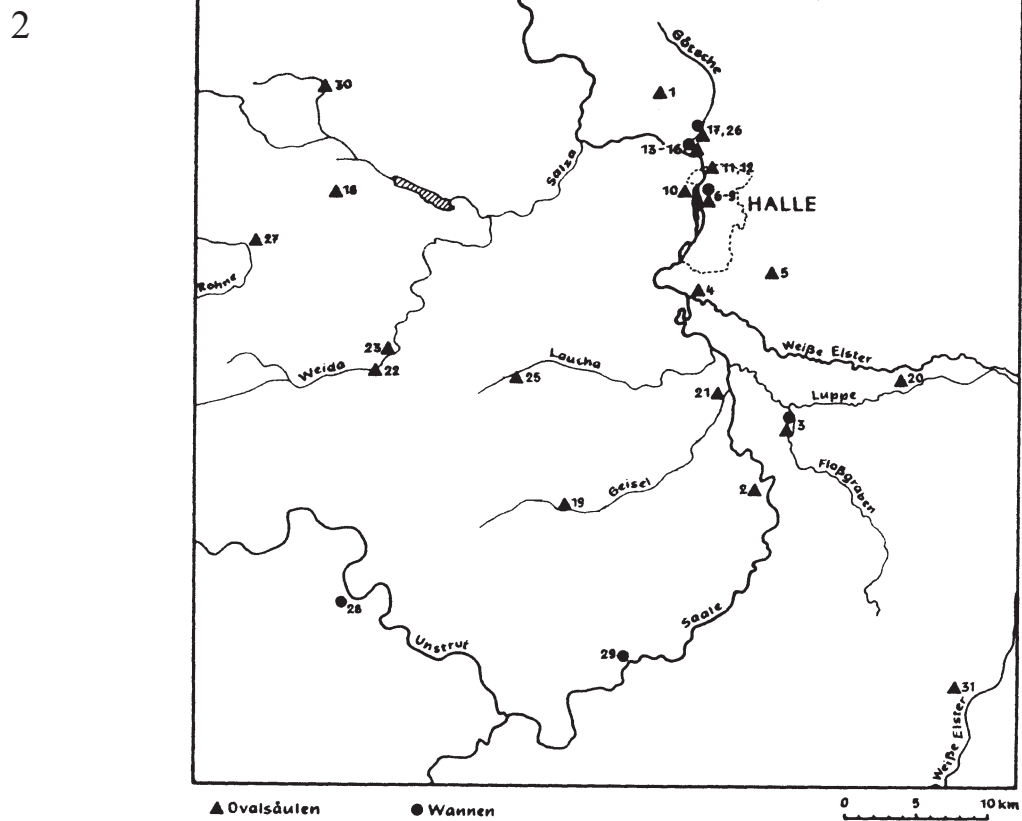 2
Götsche
30
1
17,26
13-16
11,12
Salza
18
10
6-9
HALLE
27
5
Rohne
4
23
Weida
22
Laucha
25
Weiße Elster
20
Luppe
21
3
Floßgraben
2
Geisel
19
28
Unstrut
Saale
29
31
Weiße Elster
Ovalsäulen
Wannen
0 5 10 km